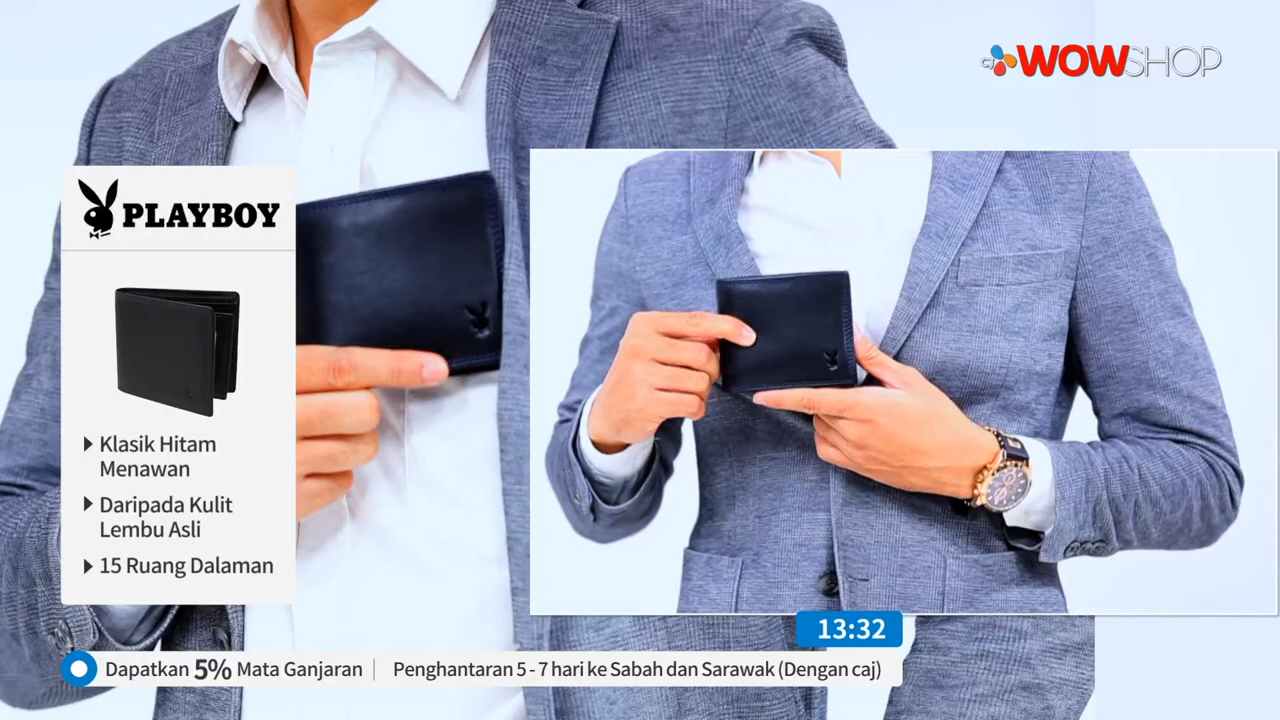 CJ WOWSHOP
PLAYBOY
Klasik Hitam
Menawan
Daripada Kulit
Lembu Asli
15 Ruang Dalaman
13:32
Dapatkan 5% Mata Ganjaran | Penghantaran 5 - 7 hari ke Sabah dan Sarawak (Dengan caj)